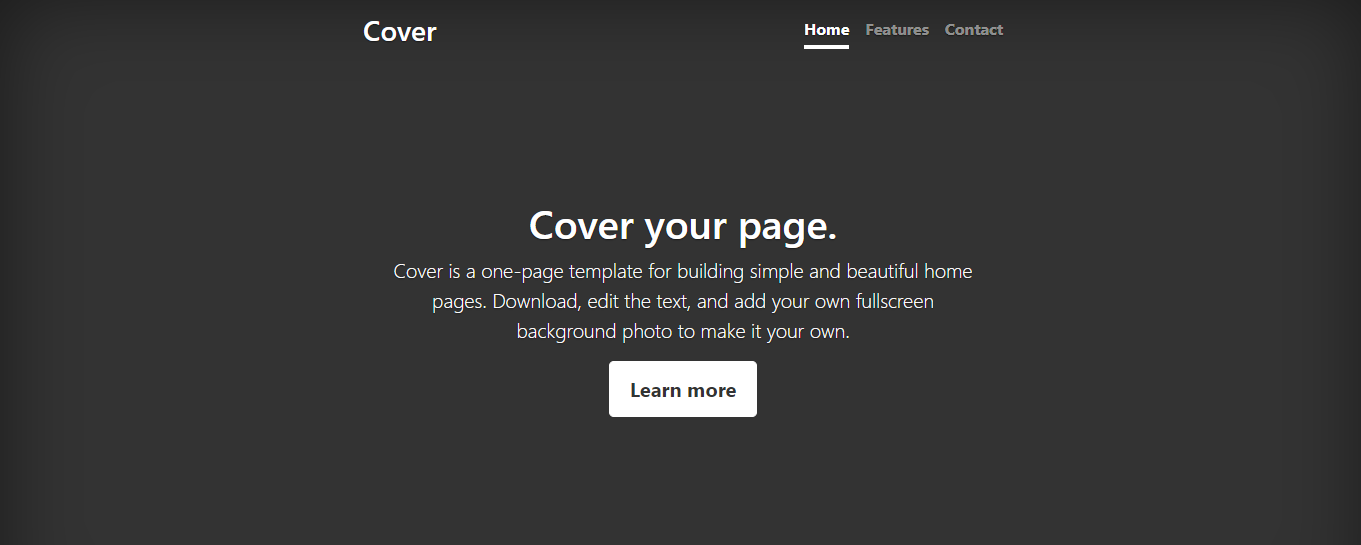 Cover
Home Features Contact
Cover your page.
Cover is a one-page template for building simple and beautiful home
pages. Download, edit the text, and add your own fullscreen
background photo to make it your own.
Learn more